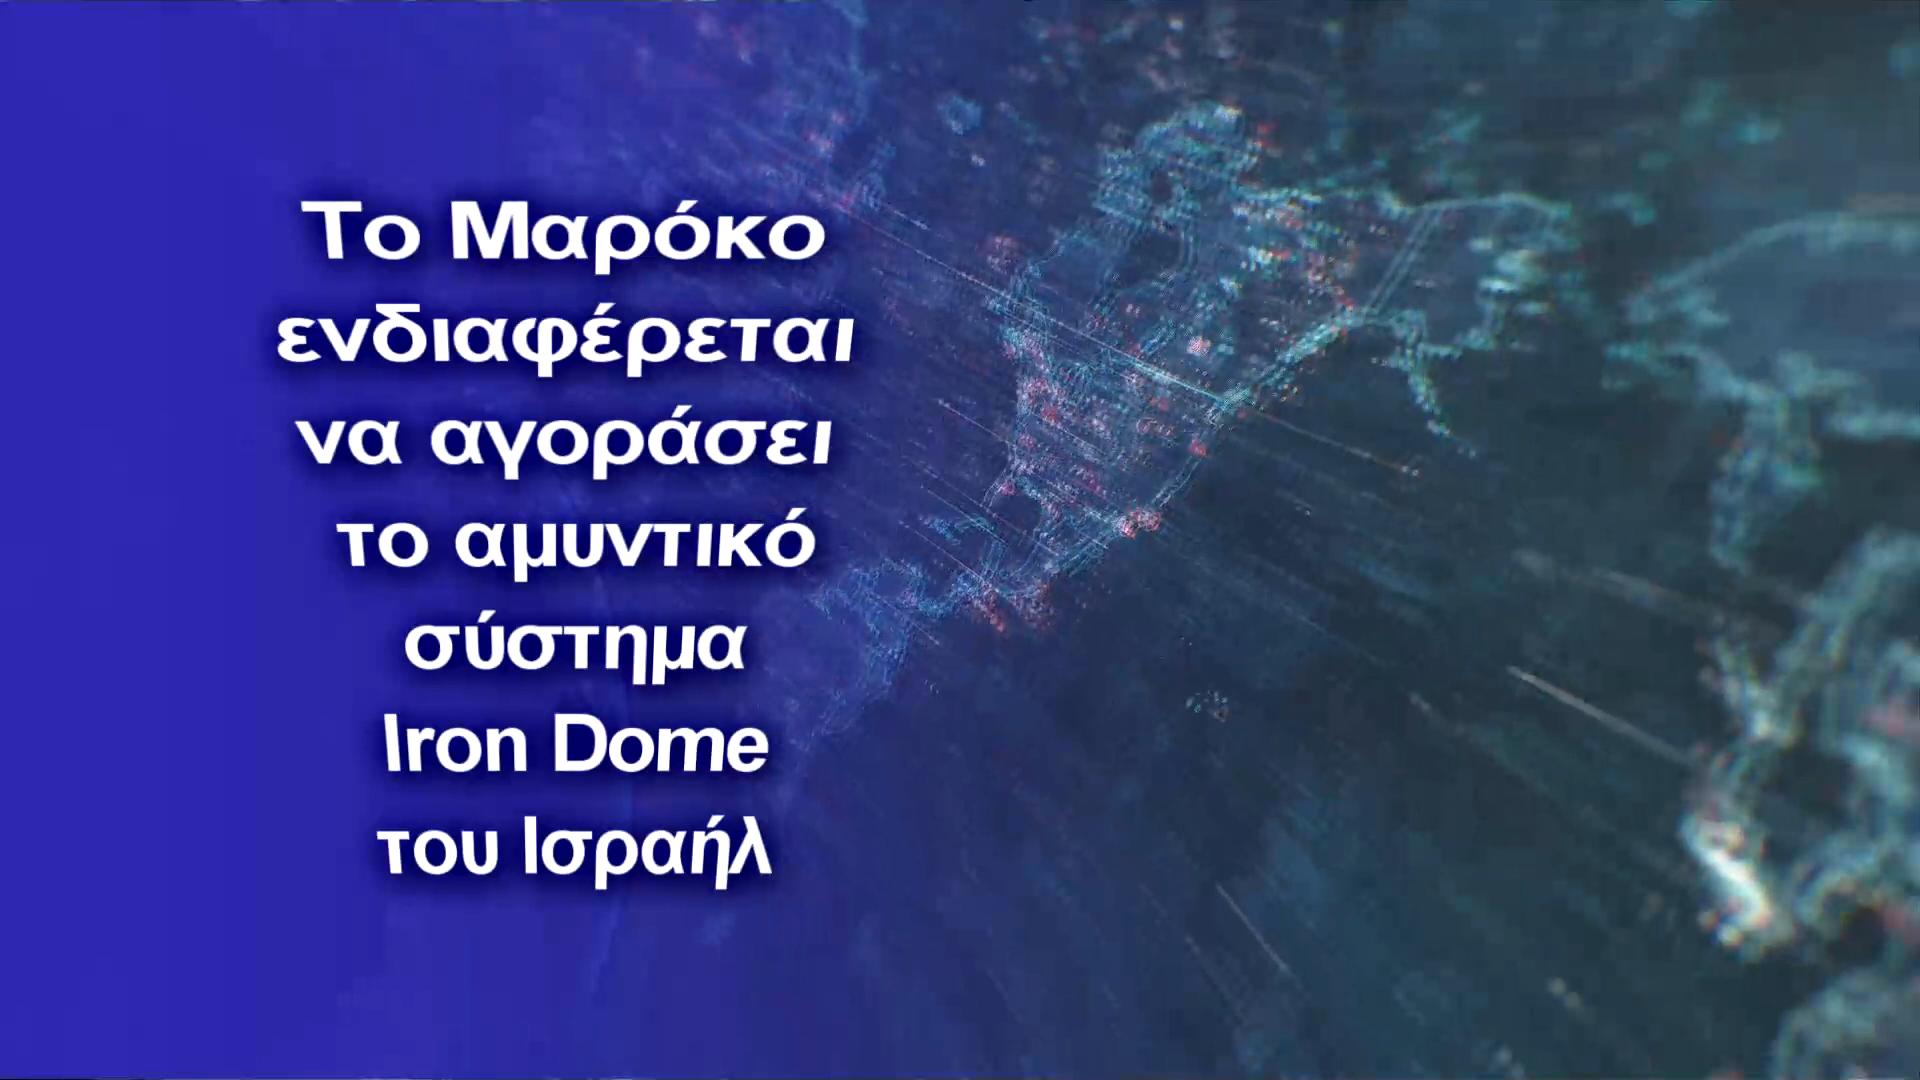 Το Μαρόκο
ενδιαφέρεται
να αγοράσει
το αμυντικό
σύστημα
Iron Dome
του Ισραήλ